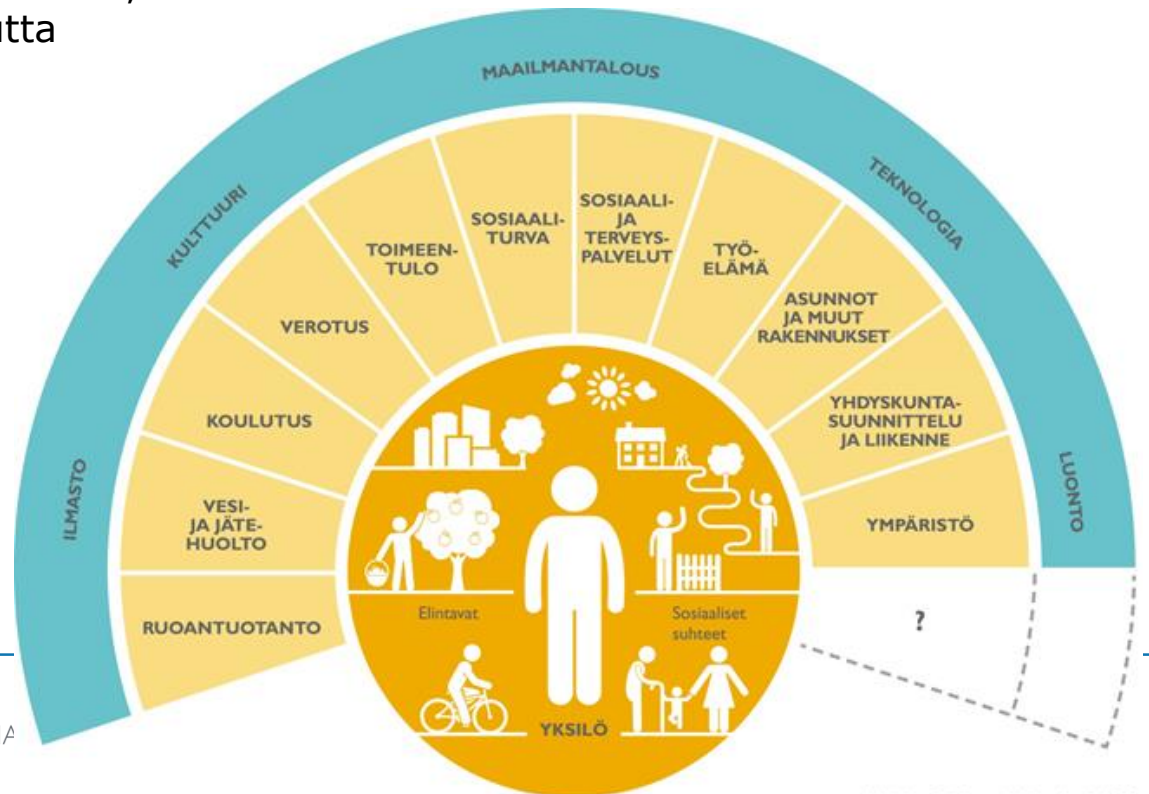 utta
MAAILMANTALOUS
KULTTUURI
TEKNOLOGIA
ILMASTO
LUONTO
RUOANTUOTANTO
VESI-
JA JÄTE-
HUOLTO
KOULUTUS
VEROTUS
TOIMEEN-
TULO
SOSIAALI-
TURVA
SOSIAALI-
JA
TERVEYS-
PALVELUT
TYÖ-
ELÄMÄ
ASUNNOT
JA MUUT
RAKENNUKSET
YHDYSKUNTA-
SUUNNITTELU
JA LIIKENNE
YMPÄRISTÖ
?
Elintavat
Sosiaaliset
suhteet
YKSILÖ